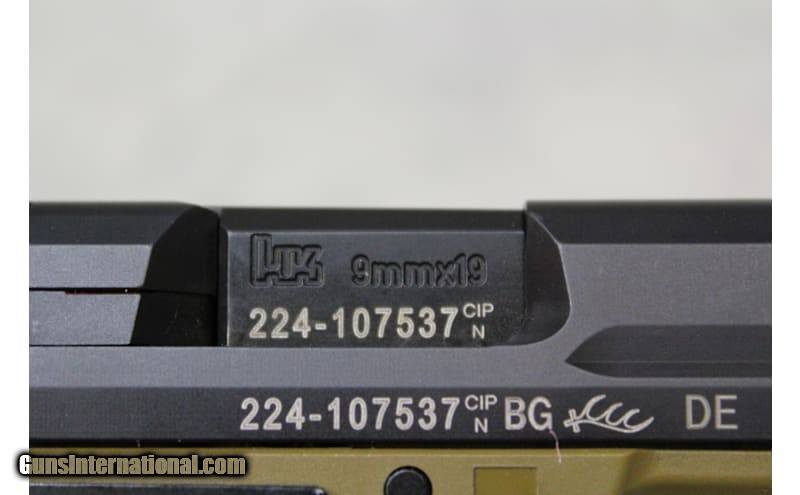 HK 9mmx19
224-107537 CIP N
224-107537 CIP N BG DE
GunsInternational.com